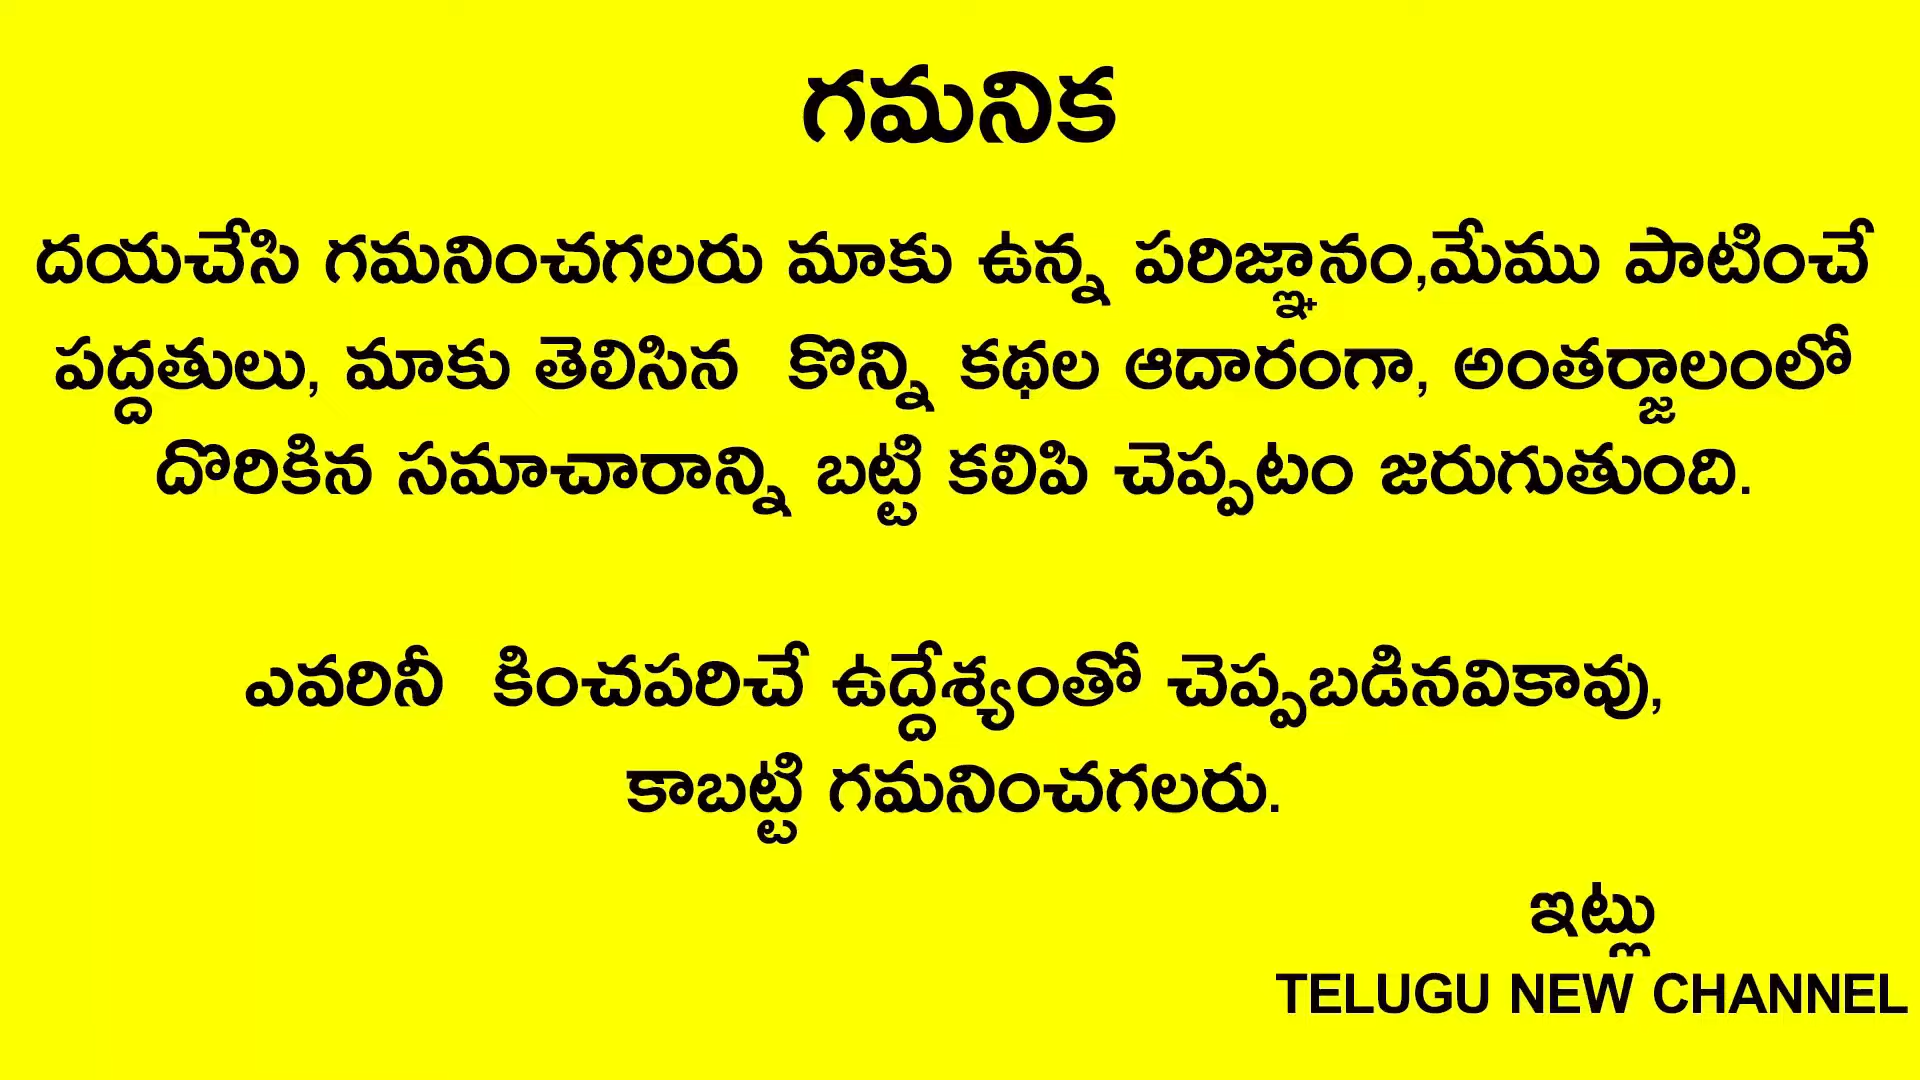 గమనిక
దయచేసి గమనించగలరు మాకు ఉన్న పరిజ్ఞానం,మేము పాటించే
పద్దతులు, మాకు తెలిసిన కొన్ని కథల ఆదారంగా, అంతర్జాలంలో
దొరికిన సమాచారాన్ని బట్టి కలిపి చెప్పటం జరుగుతుంది.
ఎవరినీ కించపరిచే ఉద్దేశ్యంతో చెప్పబడినవికావు,
కాబట్టి గమనించగలరు.
ఇట్లు
TELUGU NEW CHANNEL